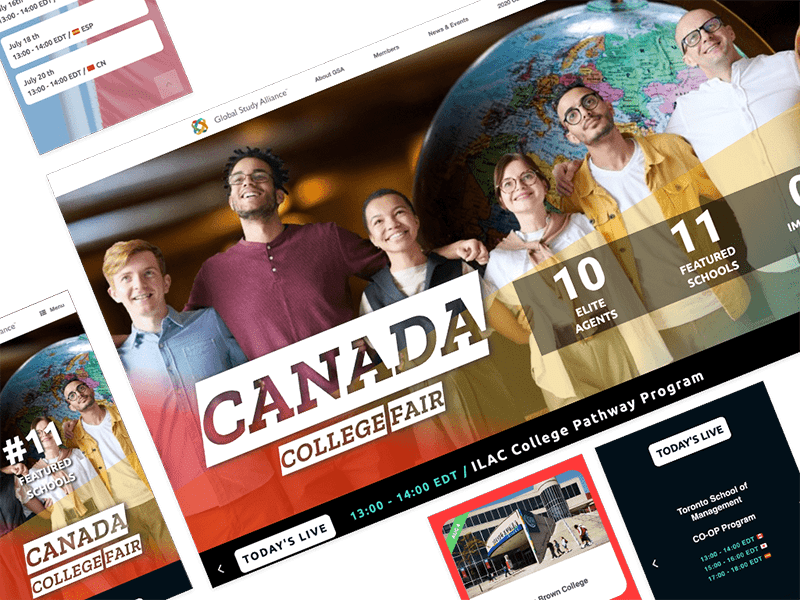 July 16th
13:00 - 14:00 EDT /
July 18 th
13:00 - 14:00 EDT / ESP
July 20 th
13:00 - 14:00 EDT / CN
Global Study Alliance
About GSA
Members
News & Events
2020
10
ELITE
AGENTS
11
FEATURED
SCHOOLS
CANADA
COLLEGE FAIR
TODAY'S LIVE
13:00 - 14:00 EDT / ILAC College Pathway Program
Menu
#11
FEATURED
SCHOOLS
CANADA
COLLEGE FAIR
Brown College
TODAY'S LIVE
Toronto School of
Management
CO-OP Program
13:00 - 14:00 EDT
15:00 - 16:00 EDT
17:00 - 18:00 EDT